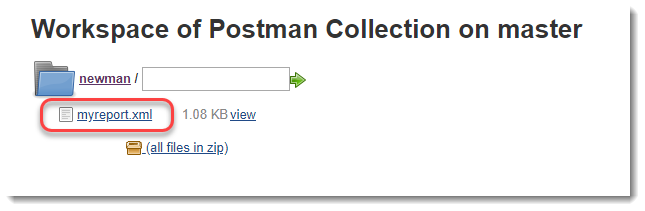 Workspace of Postman Collection on master
newman /
myreport.xml 1.08 KB view
(all files in zip)